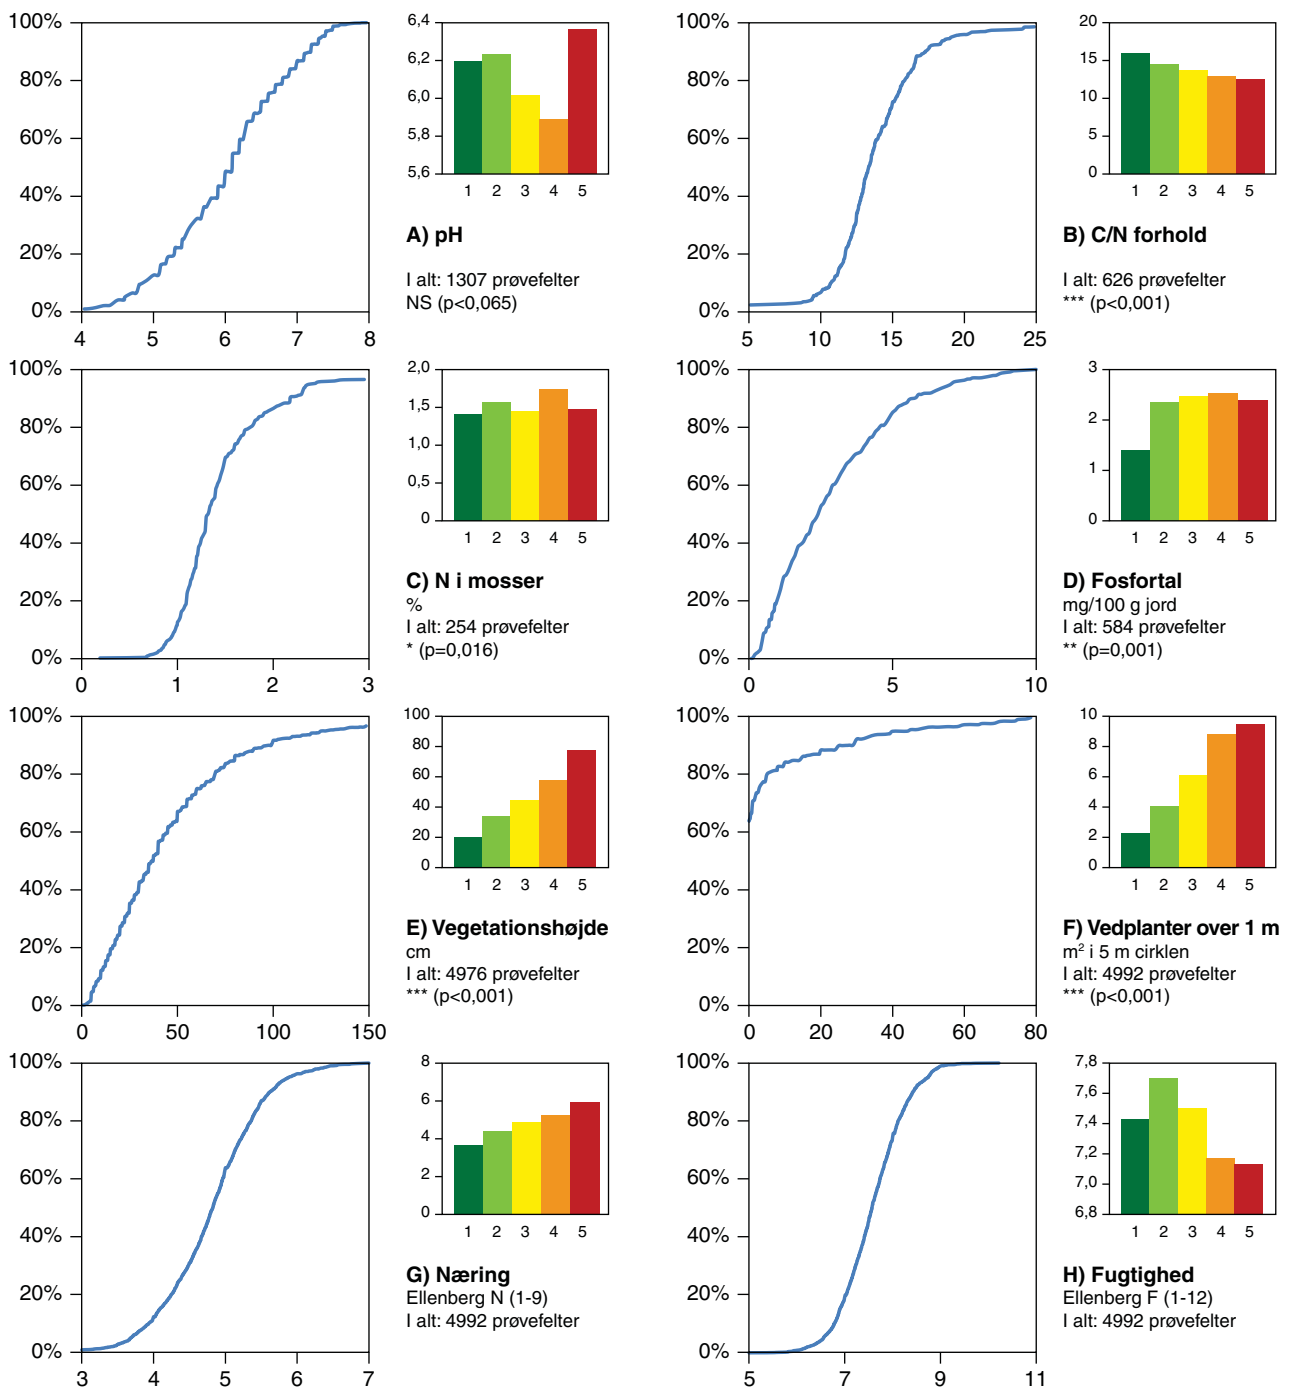 100%
80%
60%
40%
20%
0%
4 5 6 7 8
6,4
6,2
6,0
5,8
5,6
1 2 3 4 5
A) pH
I alt: 1307 prøvefelter
NS (p<0,065)
100%
80%
60%
40%
20%
0%
5 10 15 20 25
20
15
10
5
0
1 2 3 4 5
B) C/N forhold
I alt: 626 prøvefelter
*** (p<0,001)
100%
80%
60%
40%
20%
0%
0 1 2 3
2,0
1,5
1,0
0,5
0
1 2 3 4 5
C) N i mosser
%
I alt: 254 prøvefelter
* (p=0,016)
100%
80%
60%
40%
20%
0%
0 5 10
3
2
1
0
1 2 3 4 5
D) Fosfortal
mg/100 g jord
I alt: 584 prøvefelter
** (p=0,001)
100%
80%
60%
40%
20%
0%
0 50 100 150
100
80
60
40
20
0
1 2 3 4 5
E) Vegetationshøjde
cm
I alt: 4976 prøvefelter
*** (p<0,001)
100%
80%
60%
40%
20%
0%
0 20 40 60 80
10
8
6
4
2
0
1 2 3 4 5
F) Vedplanter over 1 m
m² i 5 m cirklen
I alt: 4992 prøvefelter
*** (p<0,001)
100%
80%
60%
40%
20%
0%
3 4 5 6 7
8
6
4
2
0
1 2 3 4 5
G) Næring
Ellenberg N (1-9)
I alt: 4992 prøvefelter
100%
80%
60%
40%
20%
0%
5 7 9 11
7,8
7,6
7,4
7,2
7,0
6,8
1 2 3 4 5
H) Fugtighed
Ellenberg F (1-12)
I alt: 4992 prøvefelter